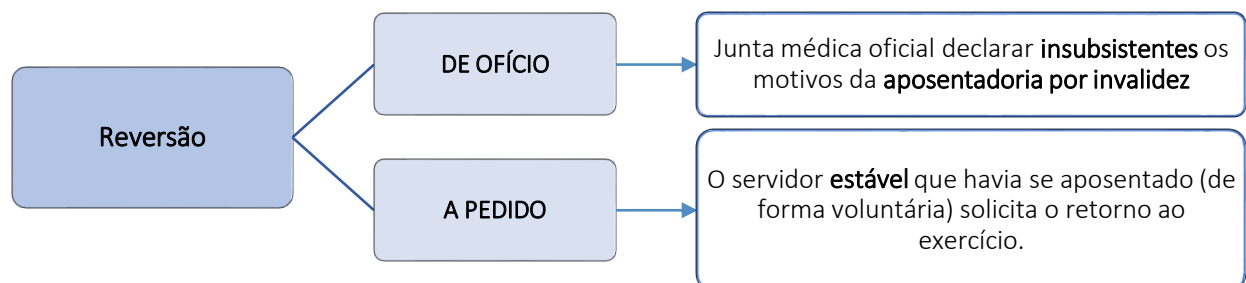 Reversão
DE OFÍCIO
Junta médica oficial declarar insubsistentes os
motivos da aposentadoria por invalidez
A PEDIDO
O servidor estável que havia se aposentado (de
forma voluntária) solicita o retorno ao
exercício.